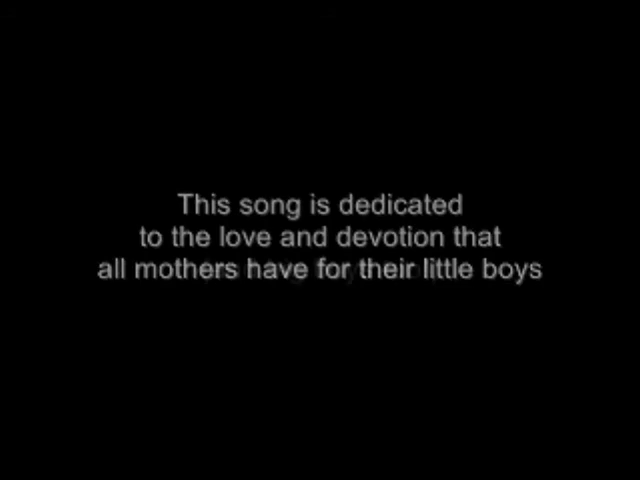 This song is dedicated
to the love and devotion that
all mothers have for their little boys